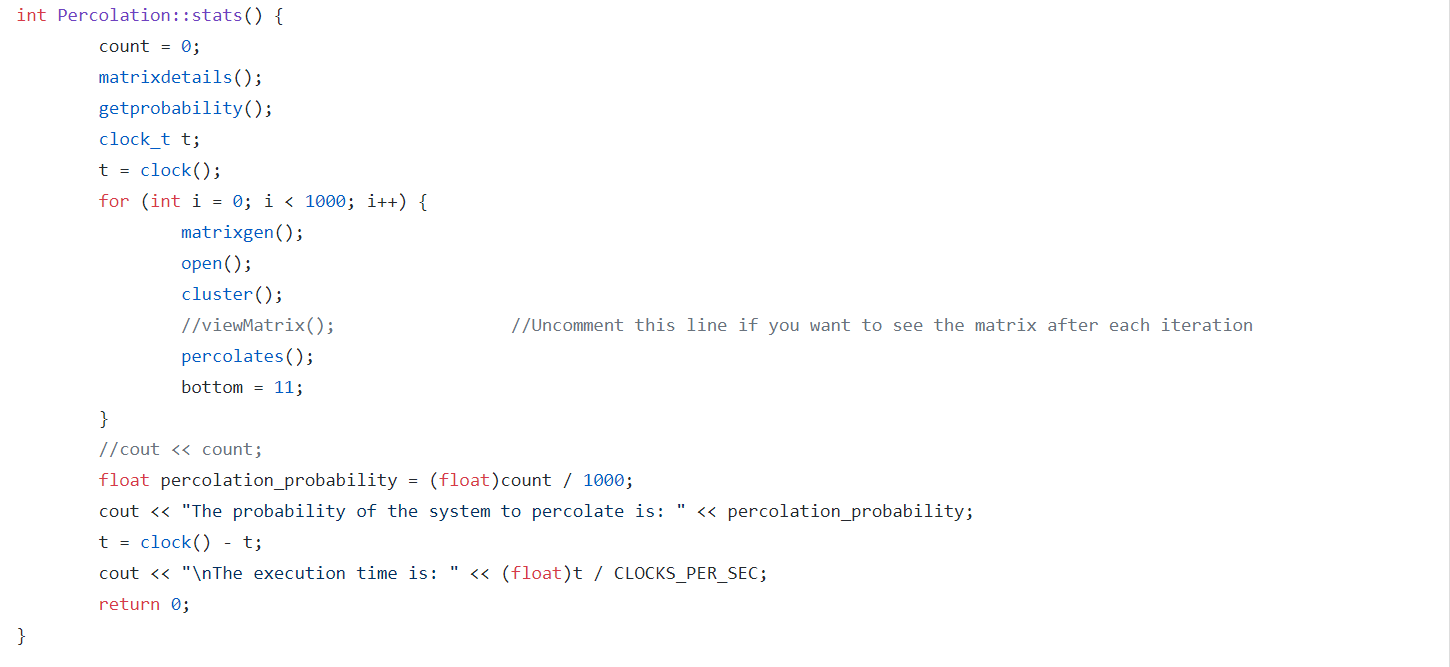 int Percolation::stats() {
        count = 0;
        matrixdetails();
        getprobability();
        clock_t t;
        t = clock();
        for (int i = 0; i < 1000; i++) {
                matrixgen();
                open();
                cluster();
                //viewMatrix();                 //Uncomment this line if you want to see the matrix after each iteration
                percolates();
                bottom = 11;
        }
        //cout << count;
        float percolation_probability = (float)count / 1000;
        cout << "The probability of the system to percolate is: " << percolation_probability;
        t = clock() - t;
        cout << "\nThe execution time is: " << (float)t / CLOCKS_PER_SEC;
        return 0;
}